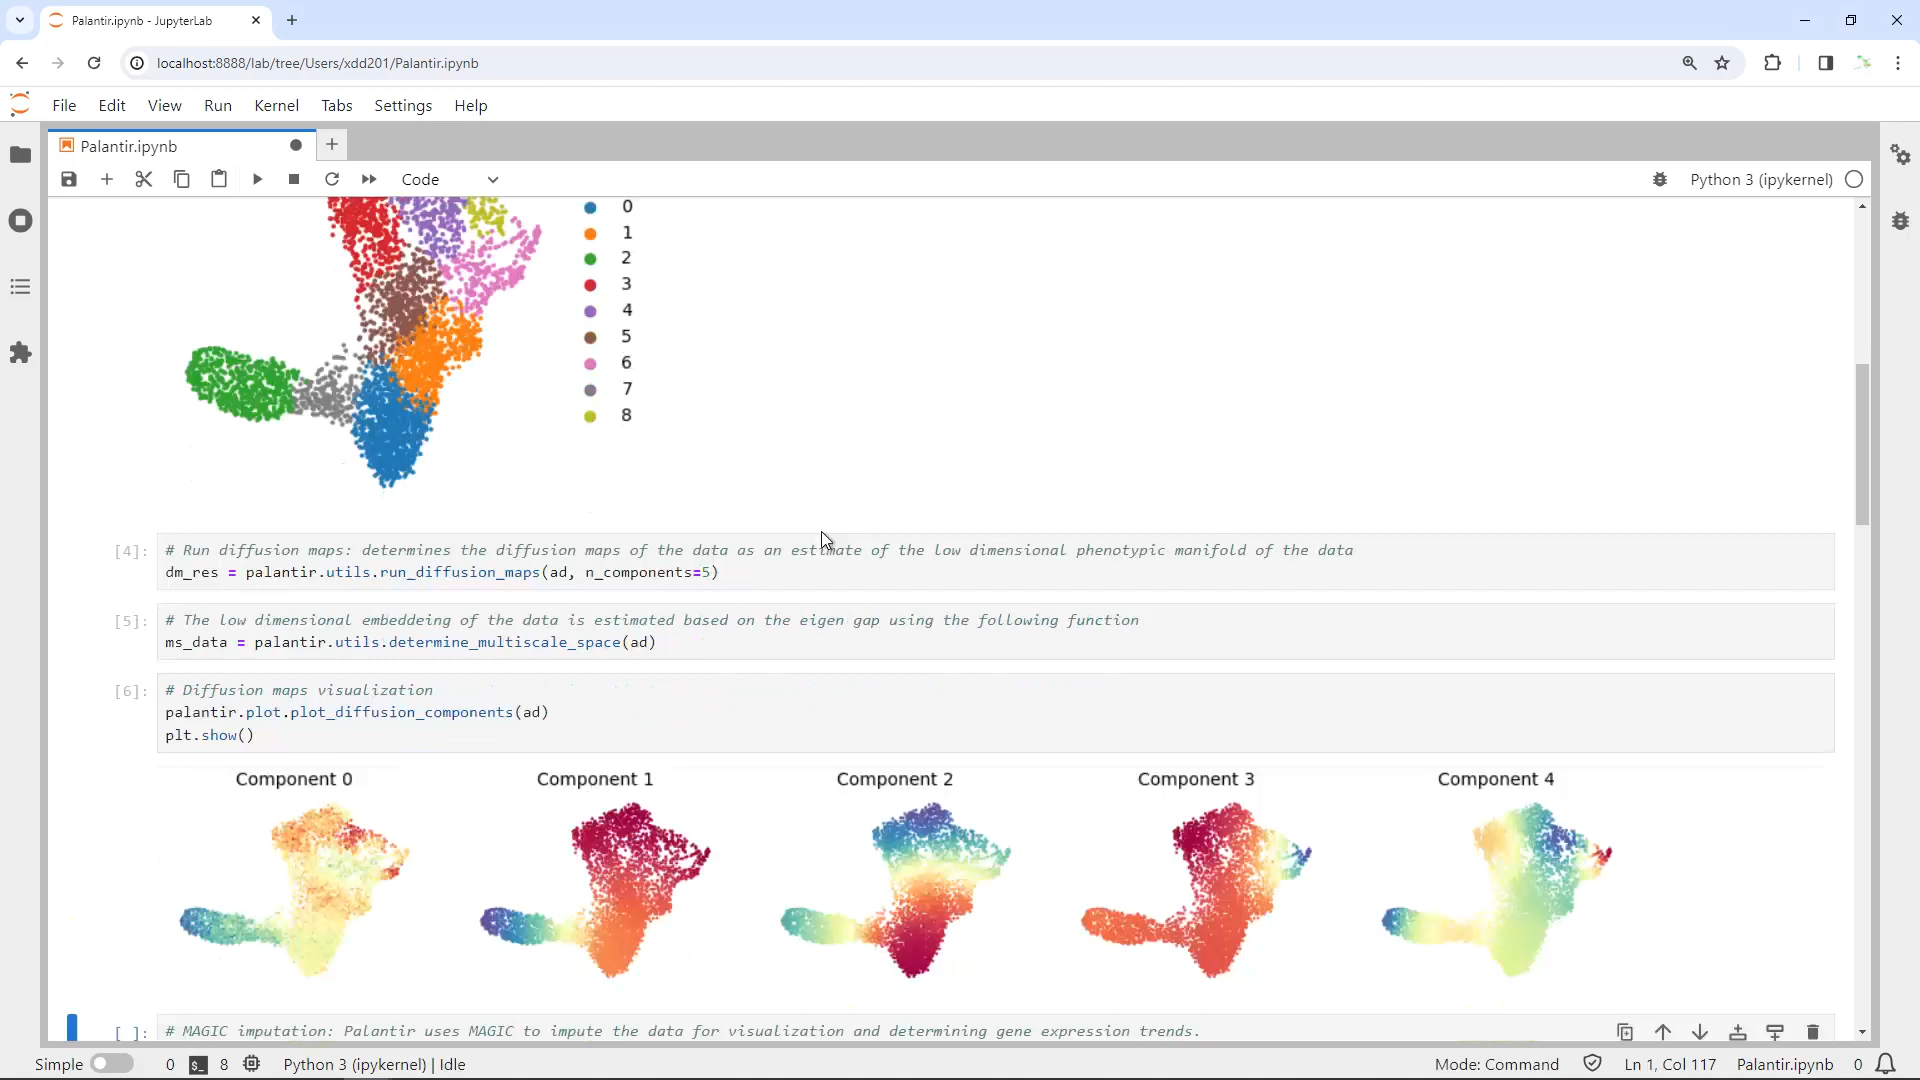 Palantir.ipynb - JupyterLab
localhost:8888/lab/tree/Users/xdd201/Palantir.ipynb
File Edit View Run Kernel Tabs Settings Help
Palantir.ipynb
Code
Python 3 (ipykernel)
0
1
2
3
4
5
6
7
8
[4]: # Run diffusion maps: determines the diffusion maps of the data as an estimate of the low dimensional phenotypic manifold of the data
dm_res = palantir.utils.run_diffusion_maps(ad, n_components=5)
[5]: # The low dimensional embeddeing of the data is estimated based on the eigen gap using the following function
ms_data = palantir.utils.determine_multiscale_space(ad)
[6]: # Diffusion maps visualization
palantir.plot.plot_diffusion_components(ad)
plt.show()
Component 0 Component 1 Component 2 Component 3 Component 4
[ ]: # MAGIC imputation: Palantir uses MAGIC to impute the data for visualization and determining gene expression trends.
Simple 0 $_ 8 Python 3 (ipykernel) | Idle Mode: Command Ln 1, Col 117 Palantir.ipynb 0